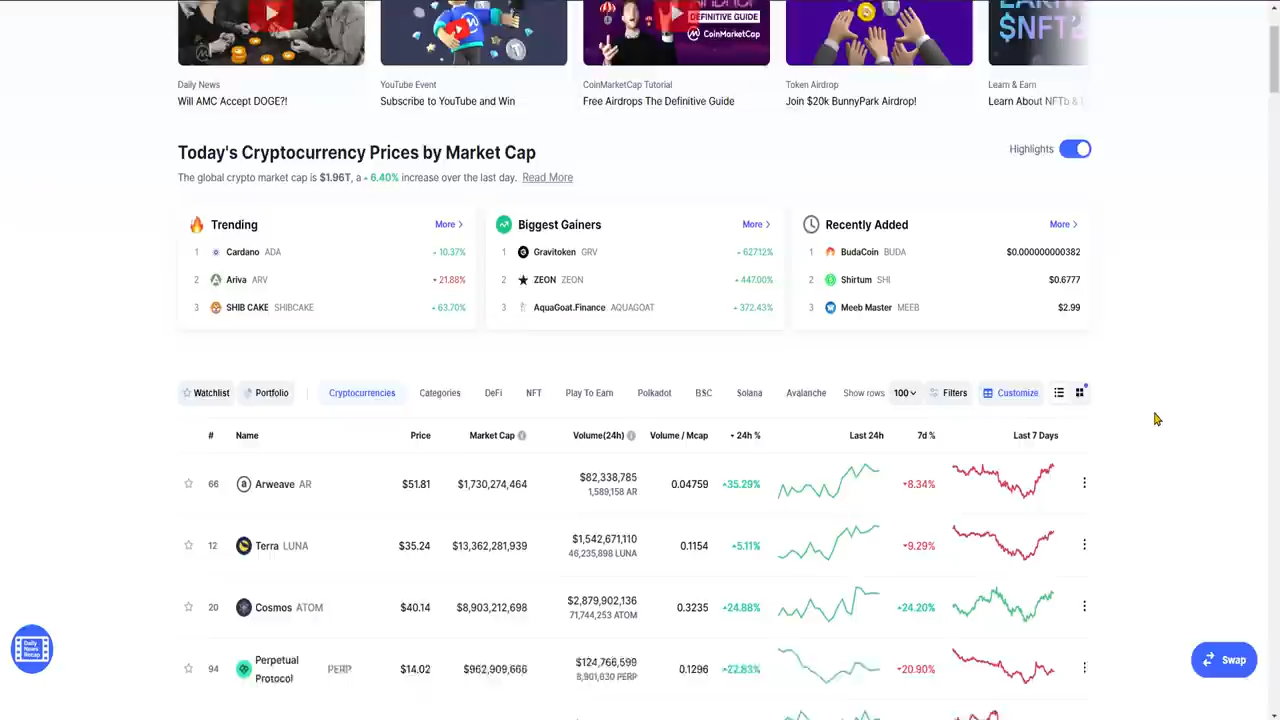 DEFINITIVE GUIDE
CoinMarketCap
$NFTb
Daily News
YouTube Event
CoinMarketCap Tutorial
Token Airdrop
Learn & Earn
Will AMC Accept DOGE?!
Subscribe to YouTube and Win
Free Airdrops The Definitive Guide
Join $20k BunnyPark Airdrop!
Learn About NFTb &
Today's Cryptocurrency Prices by Market Cap
Highlights
The global crypto market cap is $1.96T, a 6.40% increase over the last day. Read More
Trending More >
1 Cardano ADA 10.37%
2 Ariva ARV 21.88%
3 SHIB CAKE SHIBCAKE 63.70%
Biggest Gainers More >
1 Gravitoken GRV 627.12%
2 ZEON ZEON 447.00%
3 AquaGoat.Finance AQUAGOAT 372.43%
Recently Added More >
1 BudaCoin BUDA $0.000000000382
2 Shirtum SHI $0.6777
3 Meeb Master MEEB $2.99
Watchlist Portfolio Cryptocurrencies Categories DeFi NFT Play To Earn Polkadot BSC Solana Avalanche Show rows 100 Filters Customize
# Name Price Market Cap Volume(24h) Volume / Mcap 24h % Last 24h 7d % Last 7 Days
66 Arweave AR $51.81 $1,730,274,464 $82,338,785 0.04759 35.29% 8.34%
1,589,158 AR
12 Terra LUNA $35.24 $13,362,281,939 $1,542,671,110 0.1154 5.11% 9.29%
46,235,898 LUNA
20 Cosmos ATOM $40.14 $8,903,212,698 $2,879,902,136 0.3235 24.88% 24.20%
71,744,253 ATOM
94 Perpetual Protocol PERP $14.02 $962,909,666 $124,766,599 0.1296 20.90%
8,901,630 PERP
Daily
News
Recap
Swap